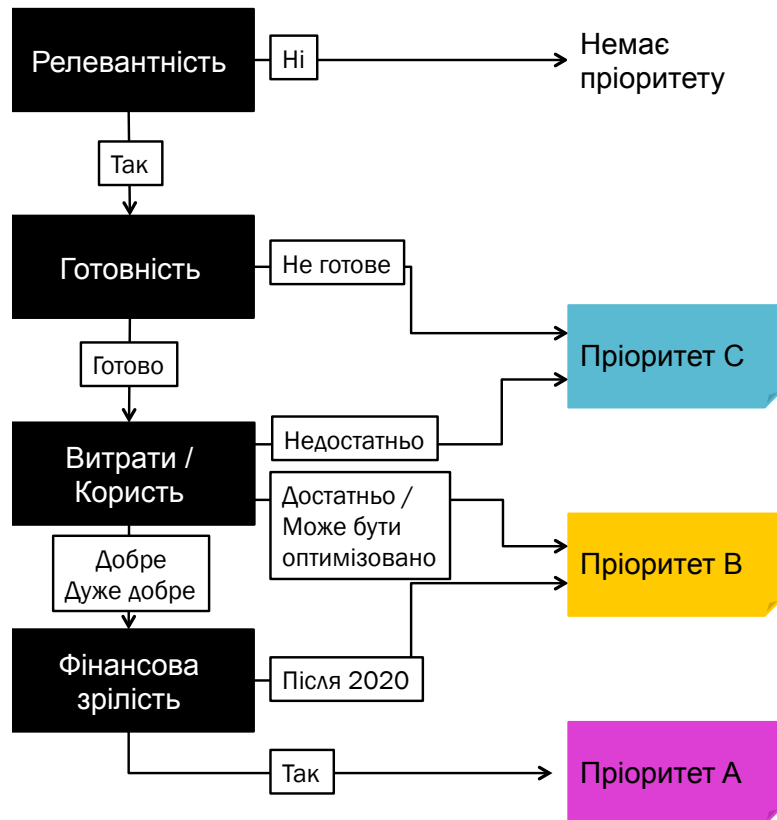 Релевантність
Ні
Немає
пріоритету
Так
Готовність
Не готове
Готово
Пріоритет C
Витрати /
Користь
Недостатньо
Достатньо /
Може бути
оптимізовано
Добре
Дуже добре
Пріоритет B
Фінансова
зрілість
Після 2020
Так
Пріоритет A